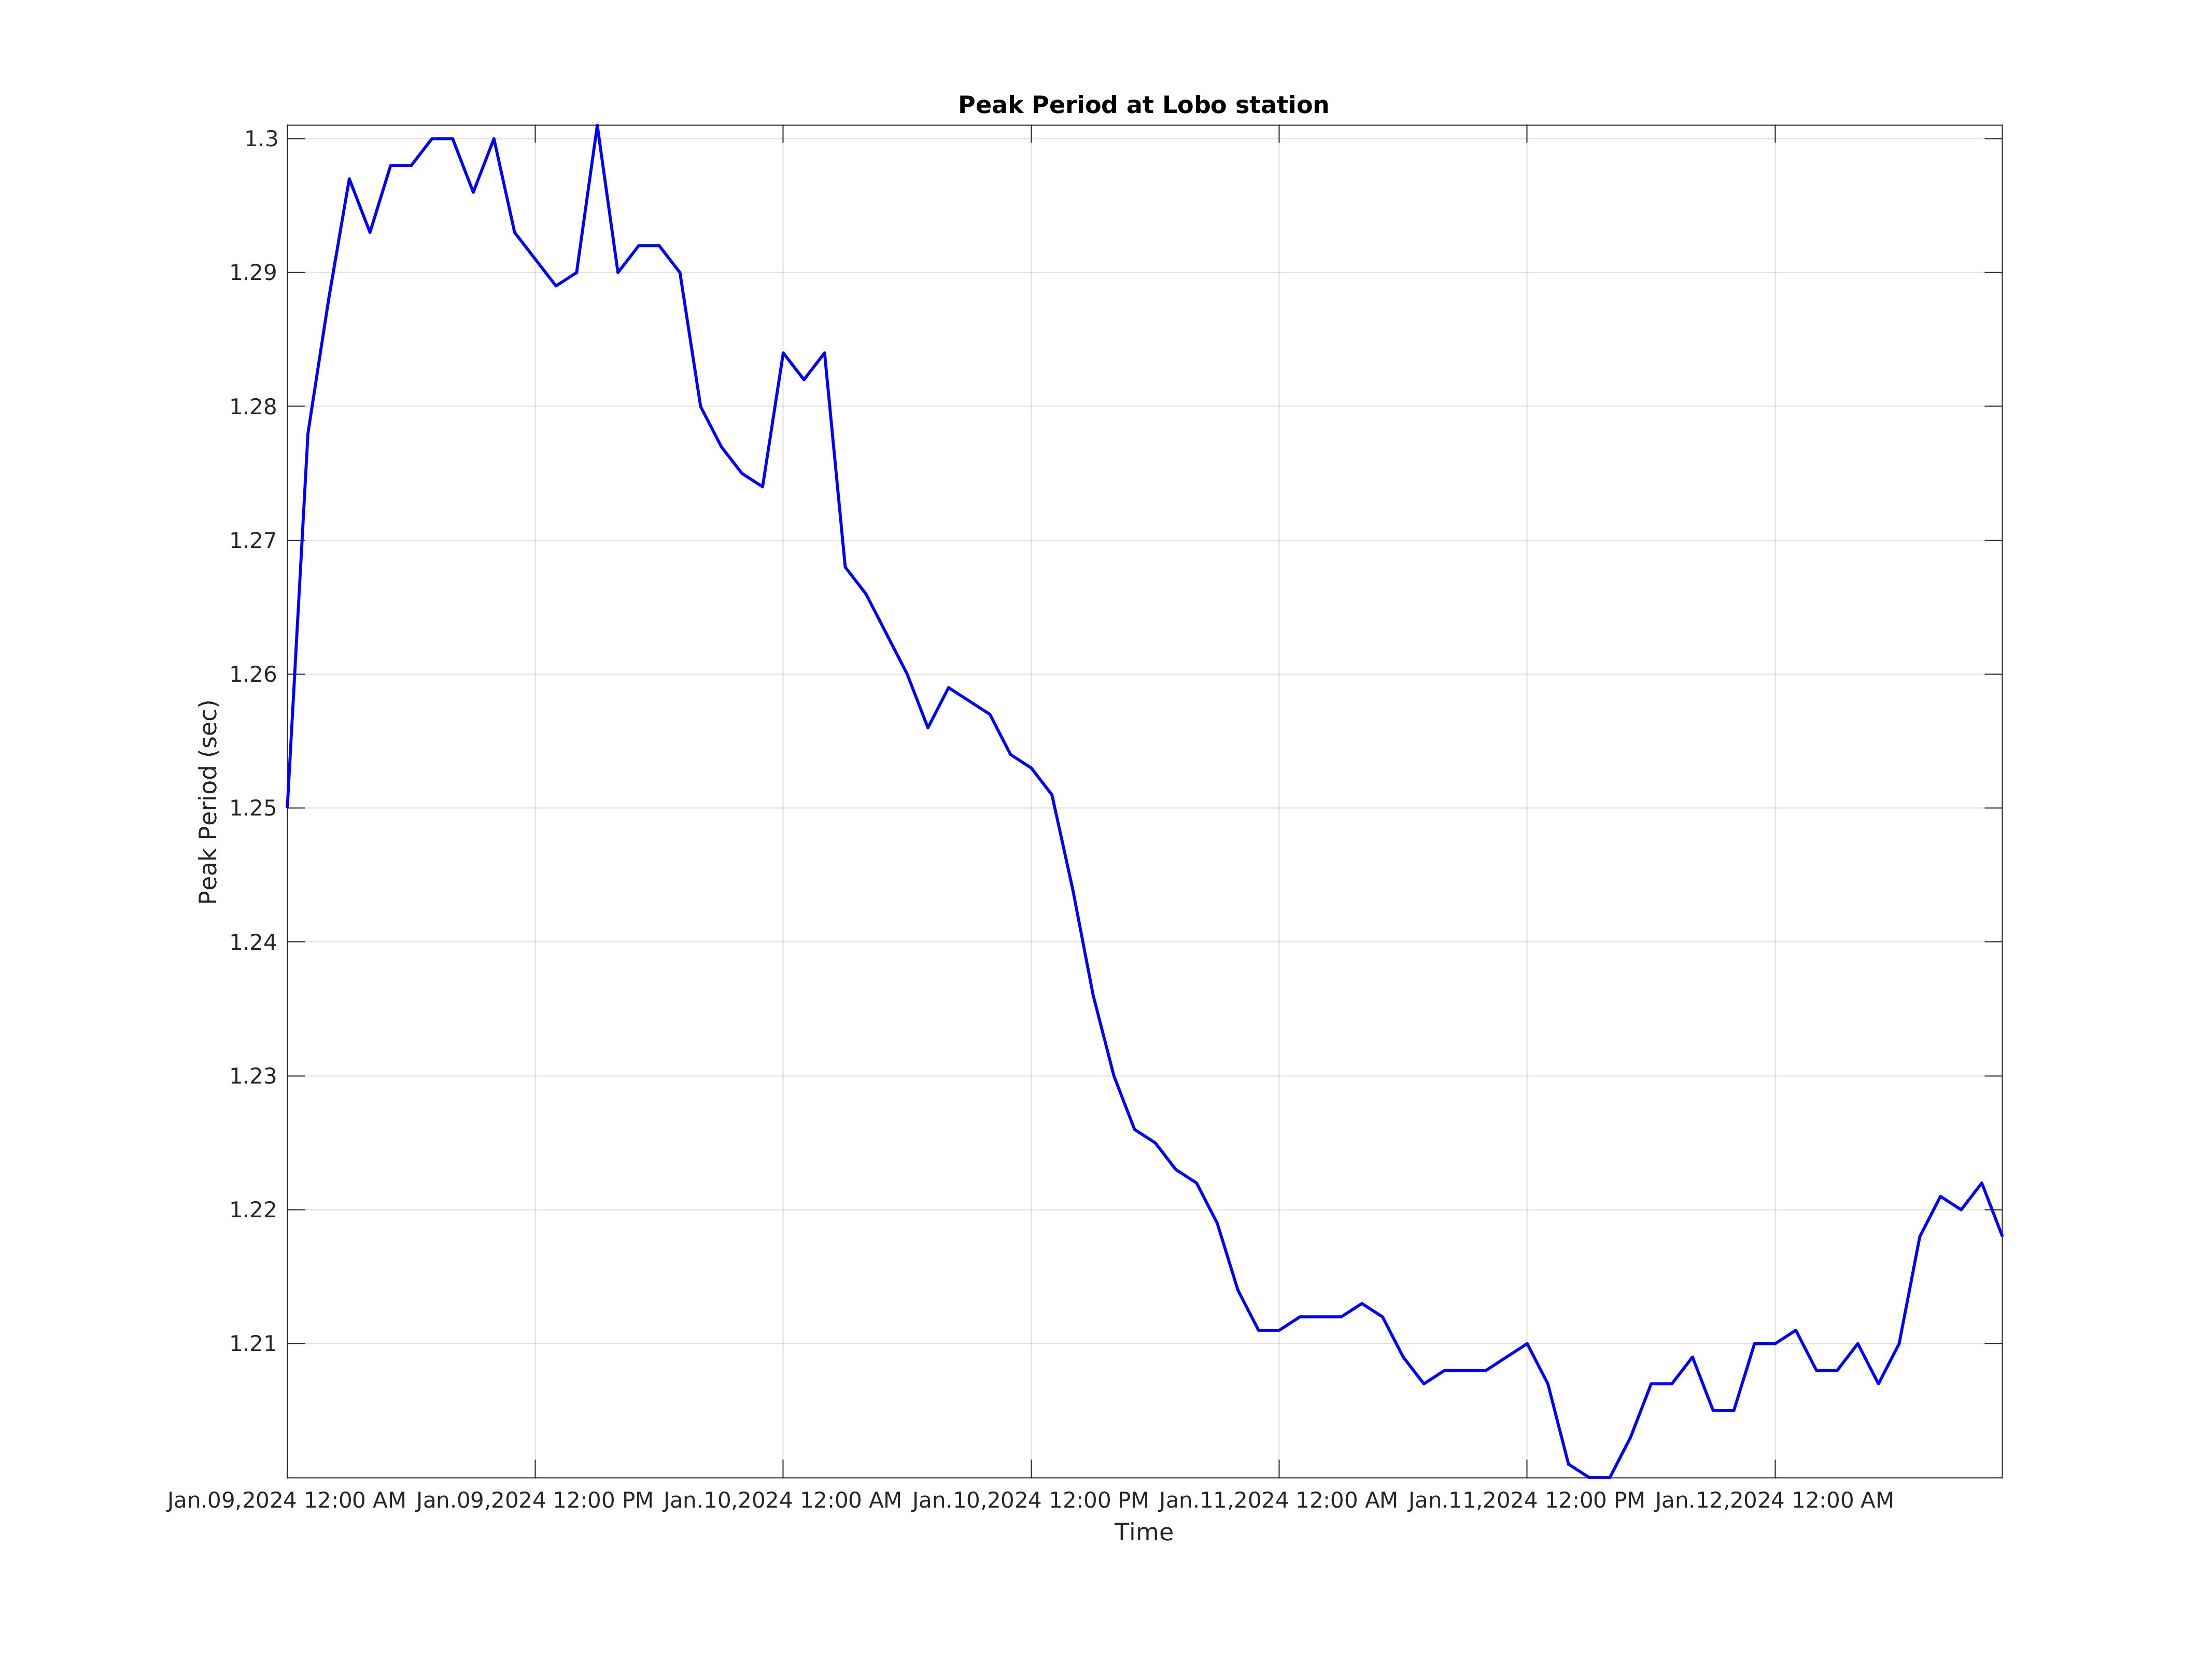 Peak Period at Lobo station
1.3
1.29
1.28
1.27
1.26
1.25
1.24
1.23
1.22
1.21
Peak Period (sec)
Jan.09,2024 12:00 AM Jan.09,2024 12:00 PM Jan.10,2024 12:00 AM Jan.10,2024 12:00 PM Jan.11,2024 12:00 AM Jan.11,2024 12:00 PM Jan.12,2024 12:00 AM
Time